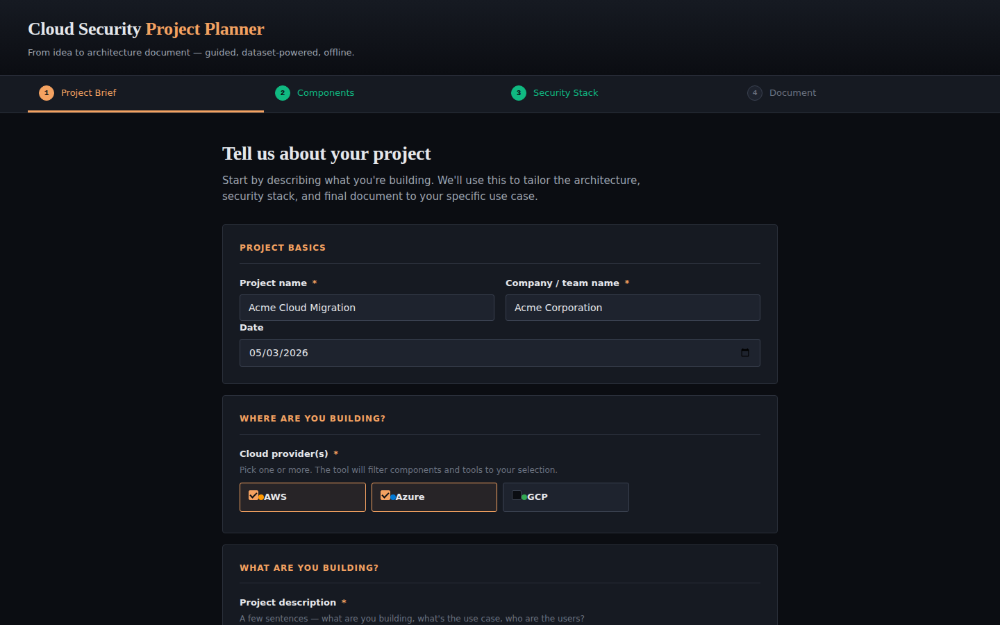 Cloud Security Project Planner
From idea to architecture document — guided, dataset-powered, offline.
1 Project Brief
2 Components
3 Security Stack
4 Document
Tell us about your project
Start by describing what you're building. We'll use this to tailor the architecture,
security stack, and final document to your specific use case.
PROJECT BASICS
Project name *
Company / team name *
Acme Cloud Migration
Acme Corporation
Date
05/03/2026
WHERE ARE YOU BUILDING?
Cloud provider(s) *
Pick one or more. The tool will filter components and tools to your selection.
AWS
Azure
GCP
WHAT ARE YOU BUILDING?
Project description *
A few sentences — what are you building, what's the use case, who are the users?